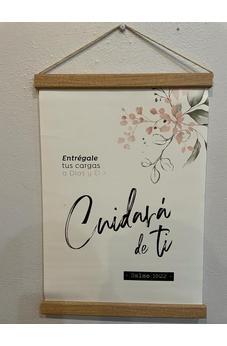 Entrégale
tus cargas
a Dios y Él >
Cuidará
de ti
Salmo